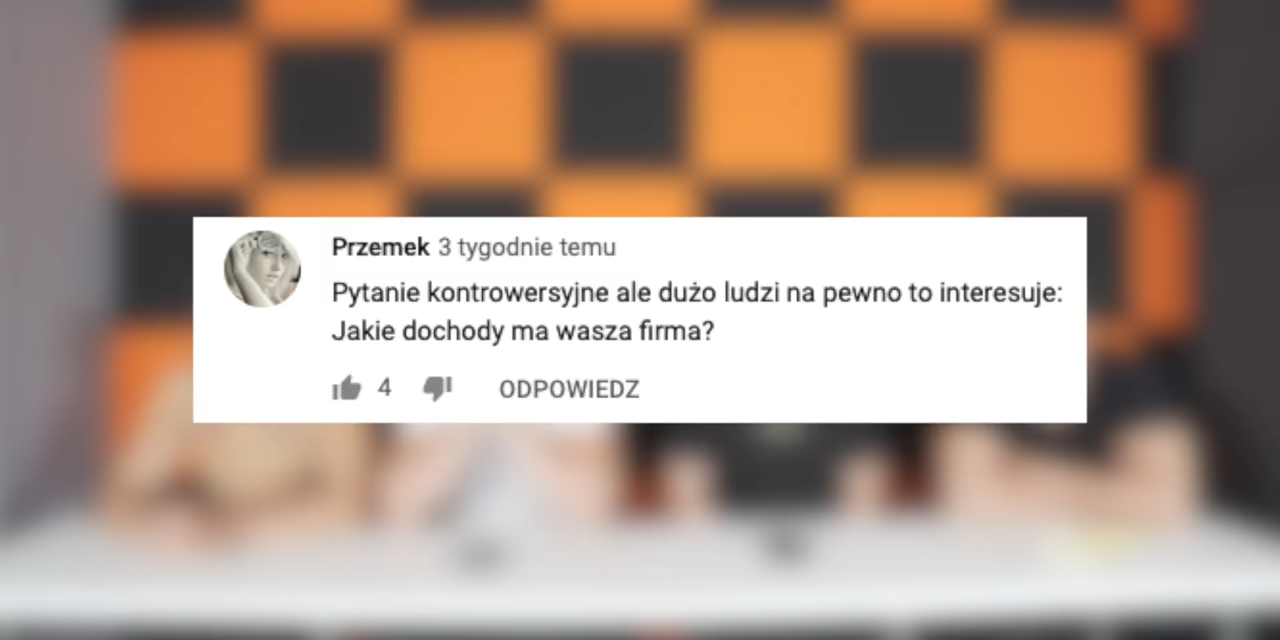 Przemek 3 tygodnie temu
Pytanie kontrowersyjne ale dużo ludzi na pewno to interesuje:
Jakie dochody ma wasza firma?
4 ODPOWIEDZ